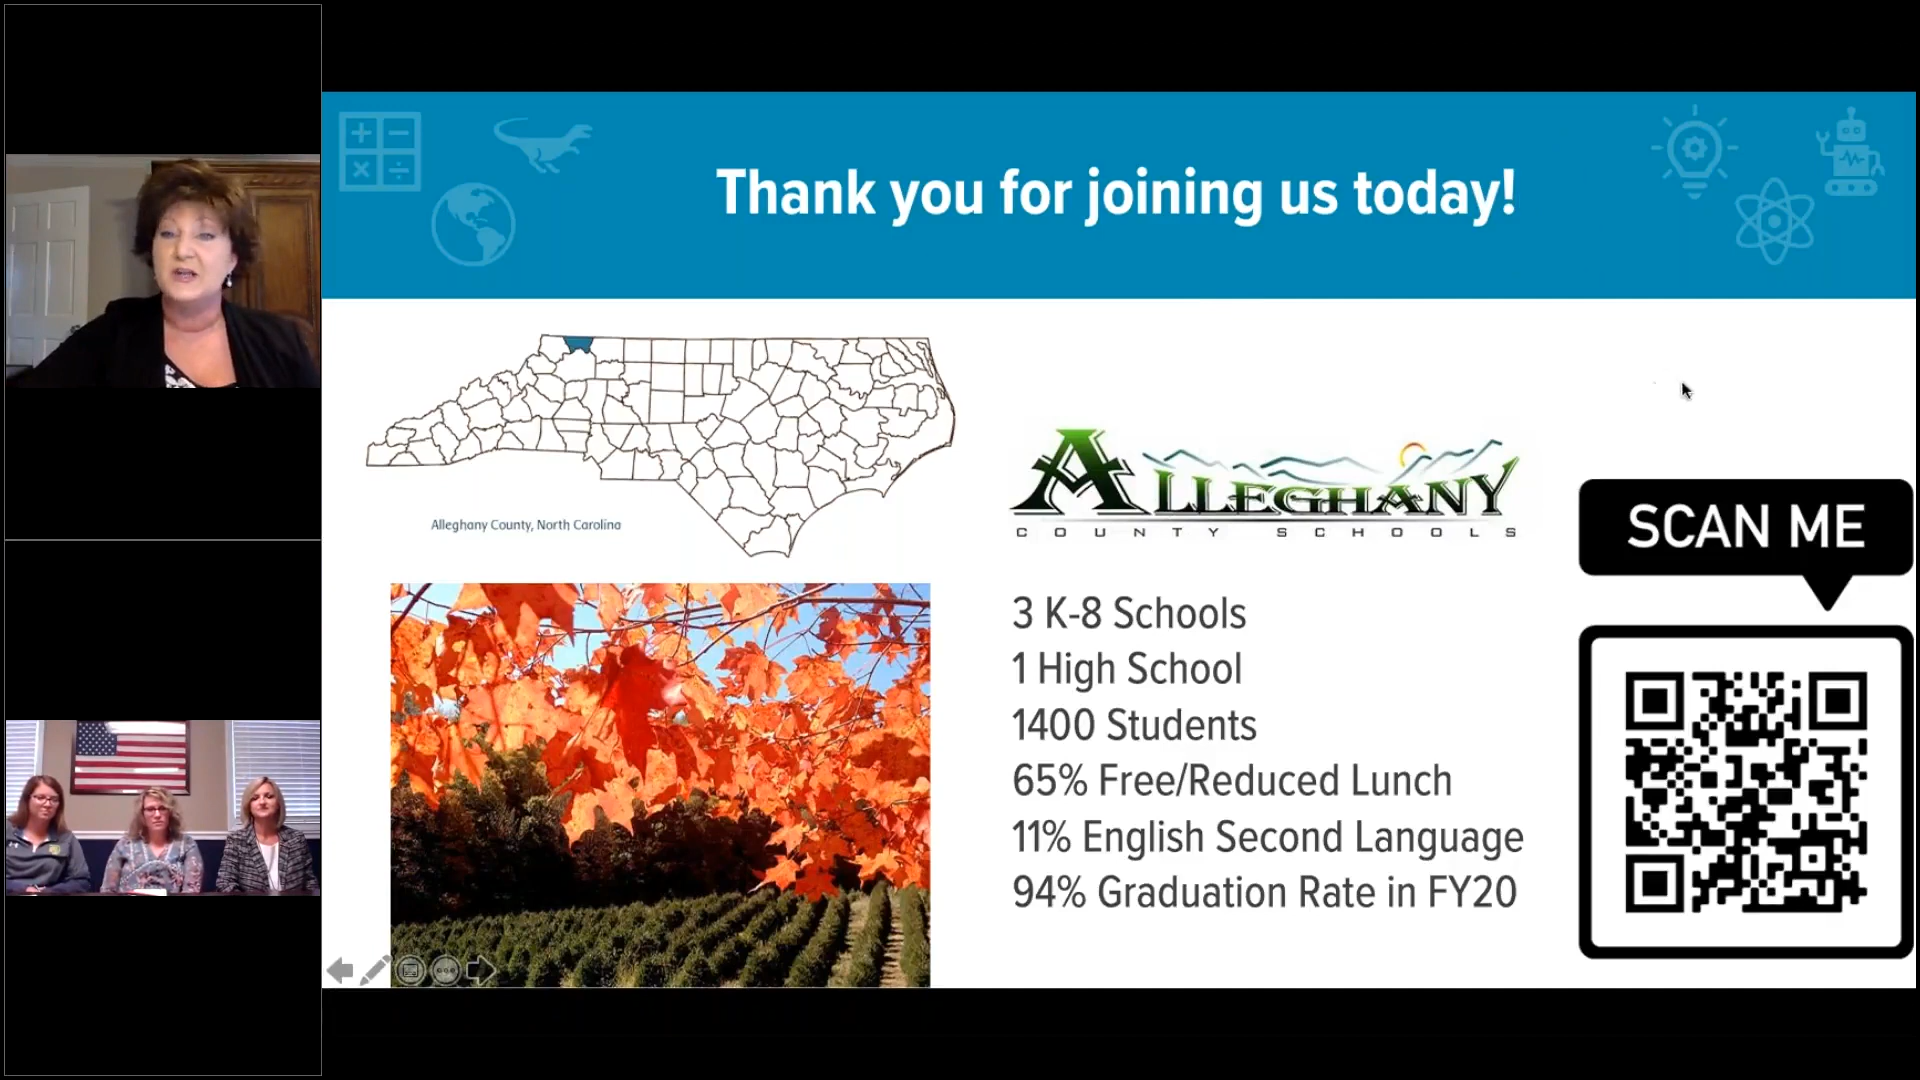 Thank you for joining us today!
Alleghany County, North Carolina
ALLEGHANY
COUNTY SCHOOLS
3 K-8 Schools
1 High School
1400 Students
65% Free/Reduced Lunch
11% English Second Language
94% Graduation Rate in FY20
SCAN ME